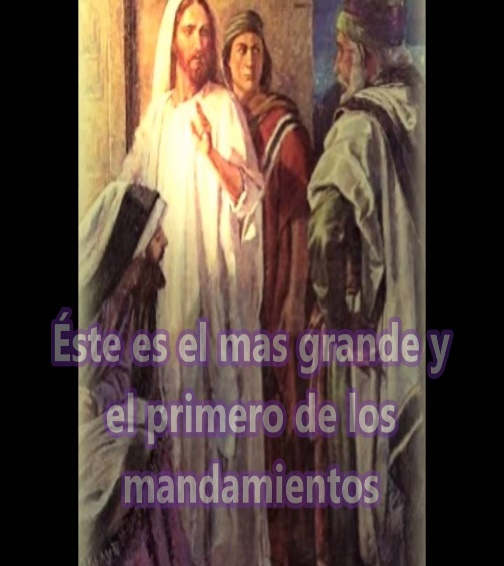 Éste es el mas grande y
el primero de los
mandamientos